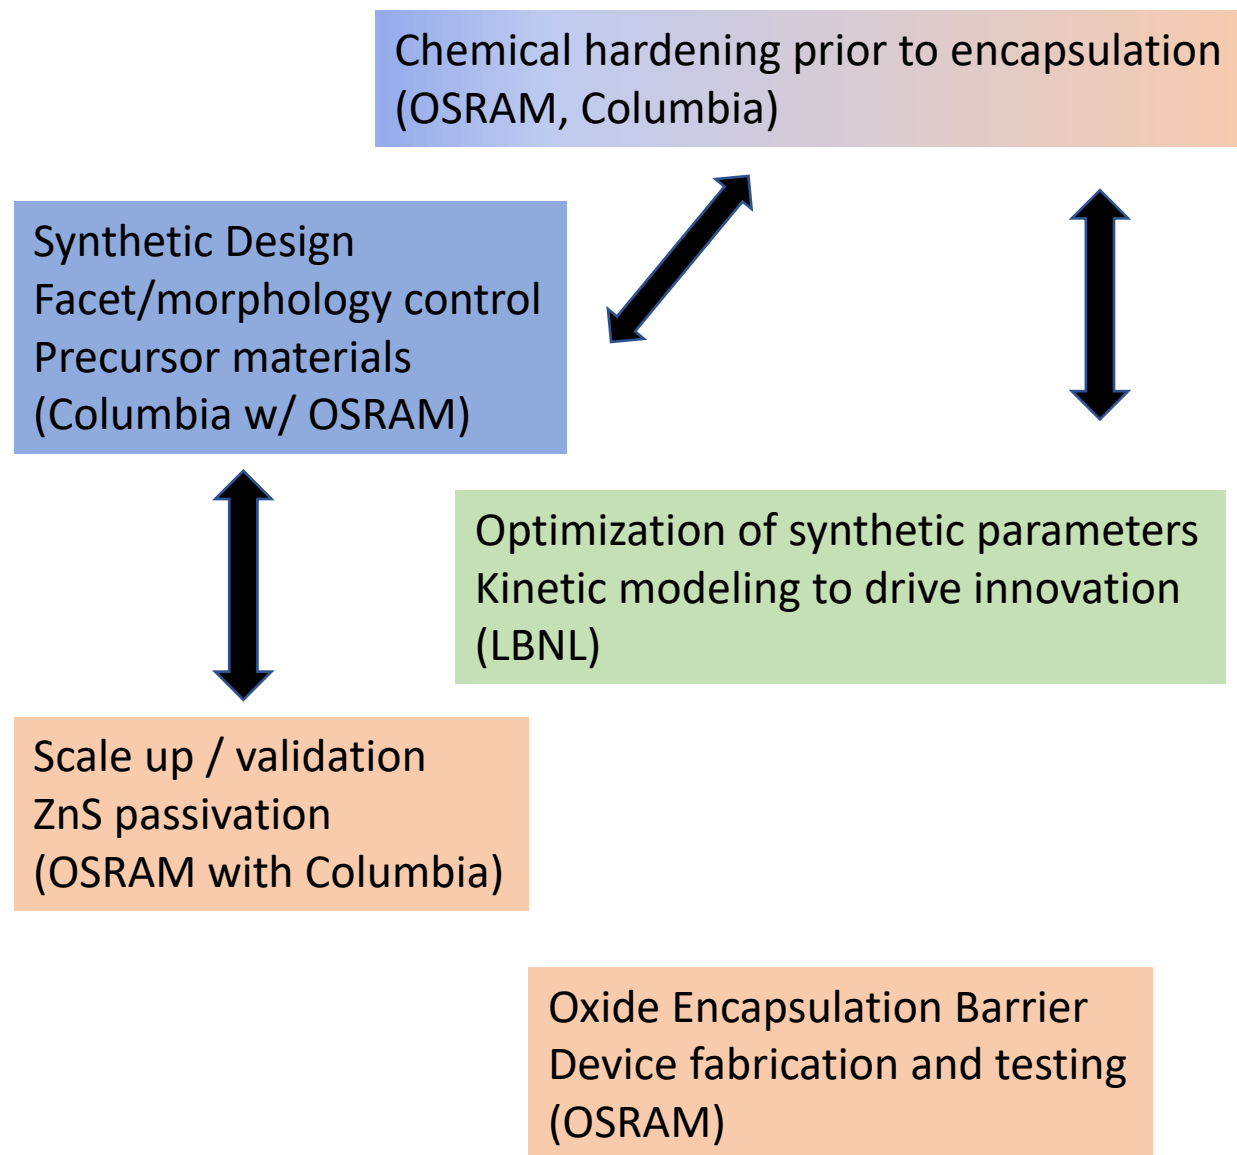 Chemical hardening prior to encapsulation
(OSRAM, Columbia)
Synthetic Design
Facet/morphology control
Precursor materials
(Columbia w/ OSRAM)
Optimization of synthetic parameters
Kinetic modeling to drive innovation
(LBNL)
Scale up / validation
ZnS passivation
(OSRAM with Columbia)
Oxide Encapsulation Barrier
Device fabrication and testing
(OSRAM)